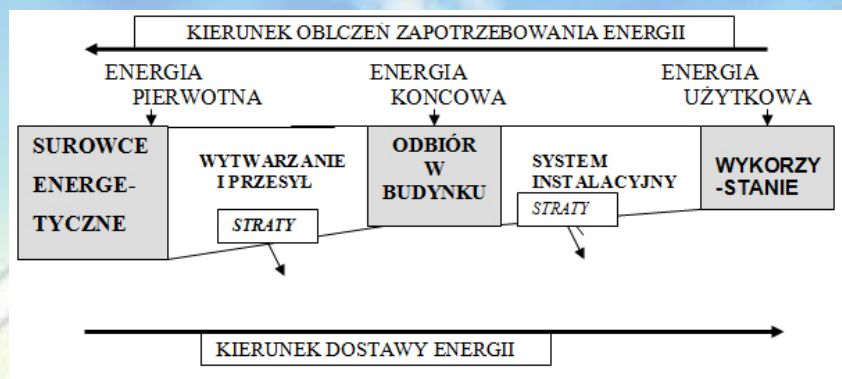 KIERUNEK OBLCZEŃ ZAPOTRZEBOWANIA ENERGII
ENERGIA
PIERWOTNA
ENERGIA
KONCOWA
ENERGIA
UŻYTKOWA
SUROWCE
ENERGE-
TYCZNE
WYTWARZANIE
I PRZESYŁ
STRATY
ODBIÓR
W
BUDYNKU
SYSTEM
INSTALACYJNY
STRATY
WYKORZY
-STANIE
KIERUNEK DOSTAWY ENERGII